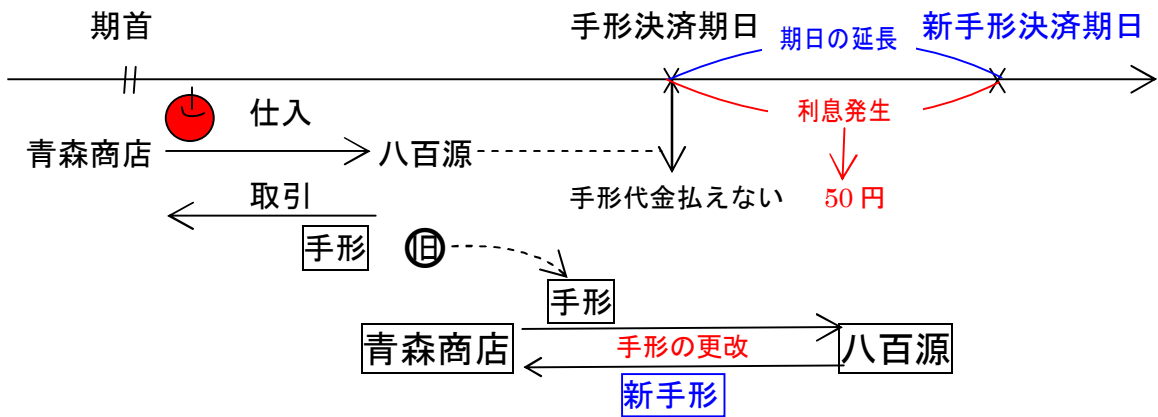 期首
手形決済期日
期日の延長
新手形決済期日
仕入
利息発生
青森商店
八百源
取引
手形代金払えない
50円
手形
旧
手形
青森商店
手形の更改
八百源
新手形